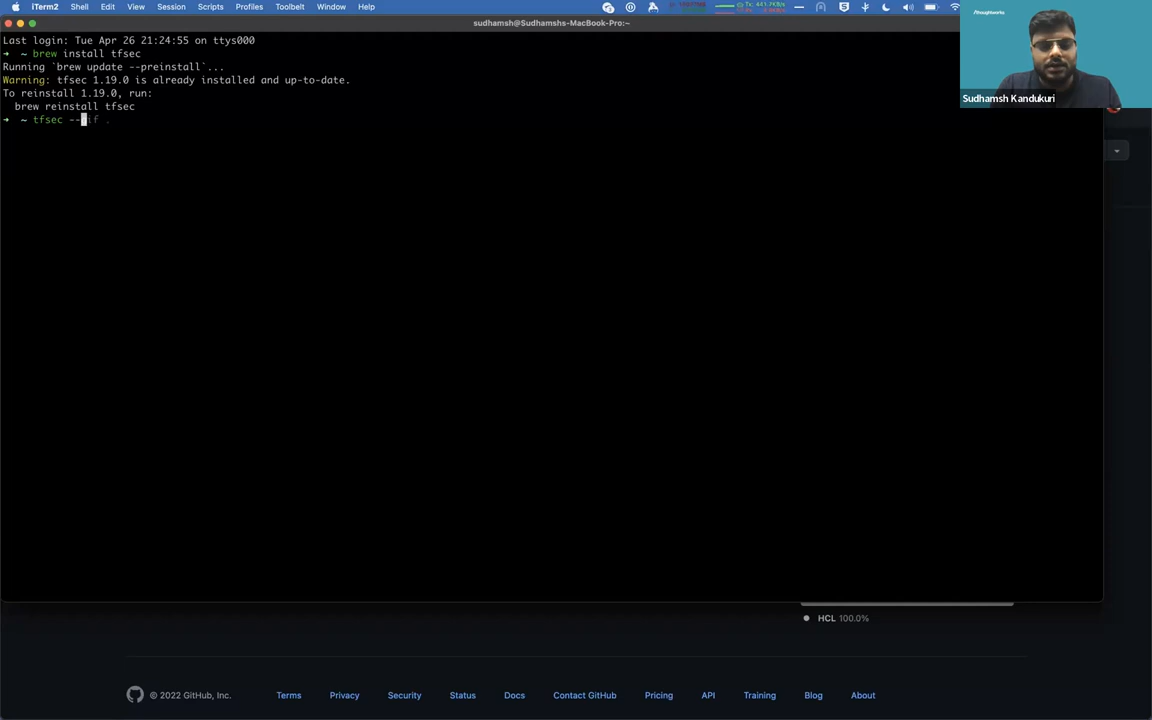 iTerm2 Shell Edit View Session Scripts Profiles Toolbelt Window Help
sudhamsh@Sudhamshs-MacBook-Pro:~
/thoughtworks
Last login: Tue Apr 26 21:24:55 on ttys000
➜ ~ brew install tfsec
Running `brew update --preinstall`...
Warning: tfsec 1.19.0 is already installed and up-to-date.
To reinstall 1.19.0, run:
brew reinstall tfsec
➜ ~ tfsec --
Sudhamsh Kandukuri
HCL 100.0%
© 2022 GitHub, Inc. Terms Privacy Security Status Docs Contact GitHub Pricing API Training Blog About